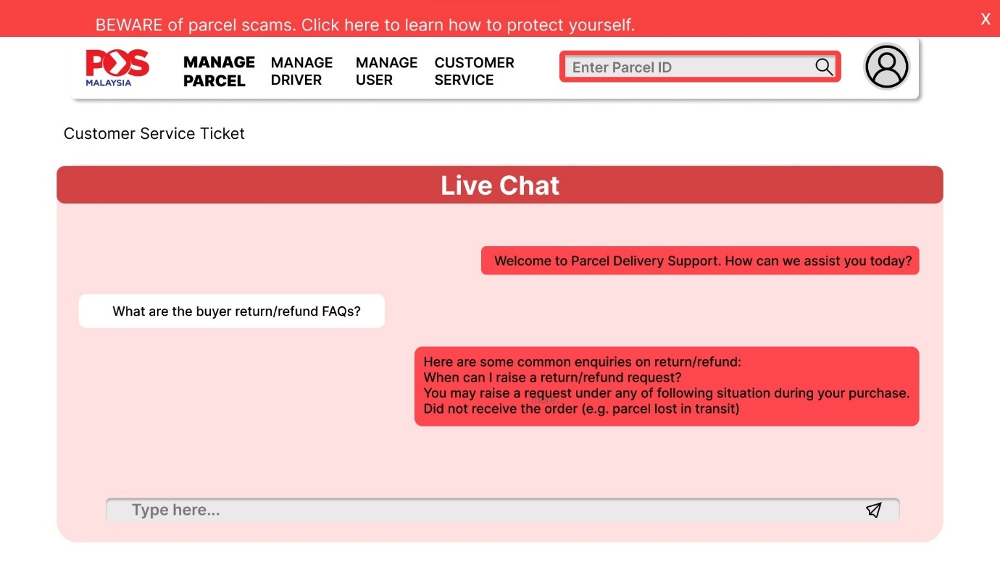 BEWARE of parcel scams. Click here to learn how to protect yourself.
X
POS
MALAYSIA
MANAGE
PARCEL
MANAGE
DRIVER
MANAGE
USER
CUSTOMER
SERVICE
Enter Parcel ID
Customer Service Ticket
Live Chat
Welcome to Parcel Delivery Support. How can we assist you today?
What are the buyer return/refund FAQs?
Here are some common enquiries on return/refund:
When can I raise a return/refund request?
You may raise a request under any of following situation during your purchase.
more...
Did not receive the order (e.g. parcel lost in transit)
Type here...